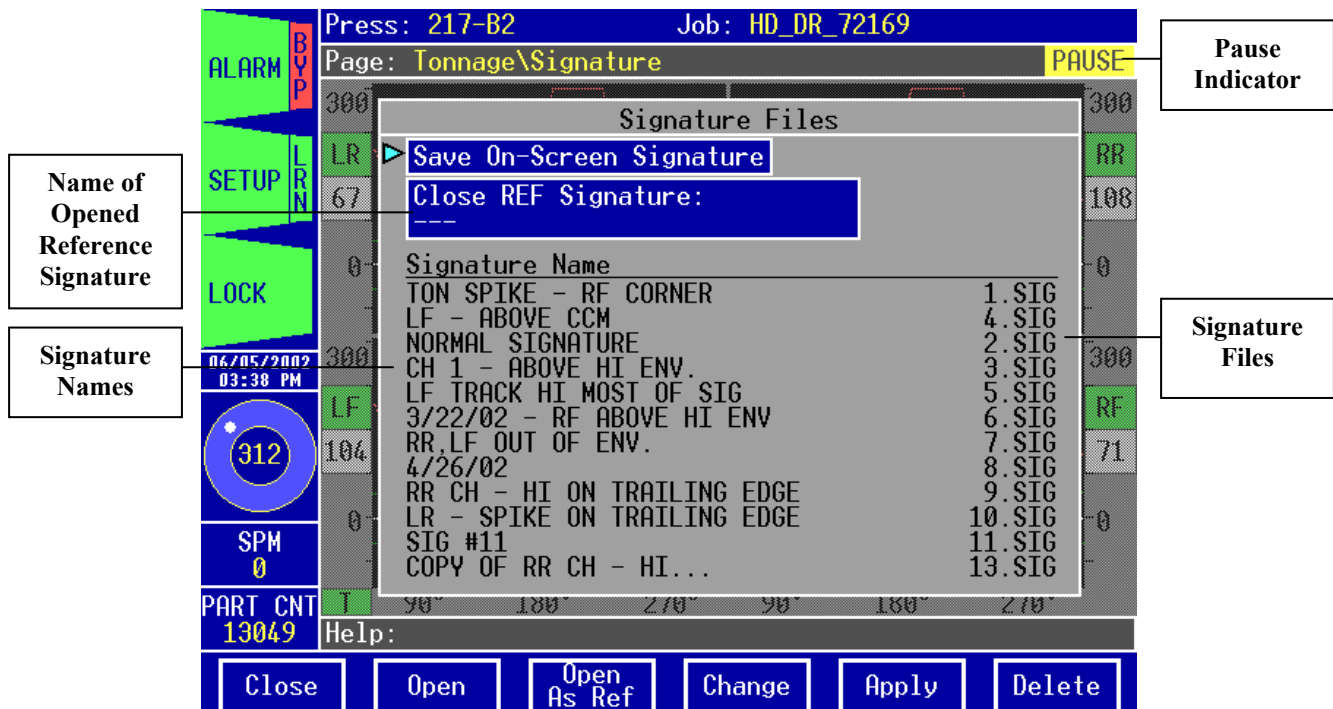 Press: 217-B2 Job: HD_DR_72169
Page: Tonnage\Signature PAUSE
ALARM BYP
SETUP LRN
LOCK
06/05/2002
03:38 PM
312
SPM
0
PART CNT
13049
300 300
LR RR
67 108
0 0
300 300
LF RF
104 71
0 0
T 90° 180° 270° 90° 180° 270°
Signature Files
Save On-Screen Signature
Close REF Signature:
---
Signature Name
TON SPIKE - RF CORNER 1.SIG
LF - ABOVE CCM 4.SIG
NORMAL SIGNATURE 2.SIG
CH 1 - ABOVE HI ENV. 3.SIG
LF TRACK HI MOST OF SIG 5.SIG
3/22/02 - RF ABOVE HI ENV 6.SIG
RR,LF OUT OF ENV. 7.SIG
4/26/02 8.SIG
RR CH - HI ON TRAILING EDGE 9.SIG
LR - SPIKE ON TRAILING EDGE 10.SIG
SIG #11 11.SIG
COPY OF RR CH - HI... 13.SIG
Help:
Close Open Open As Ref Change Apply Delete
Pause
Indicator
Name of
Opened
Reference
Signature
Signature
Names
Signature
Files